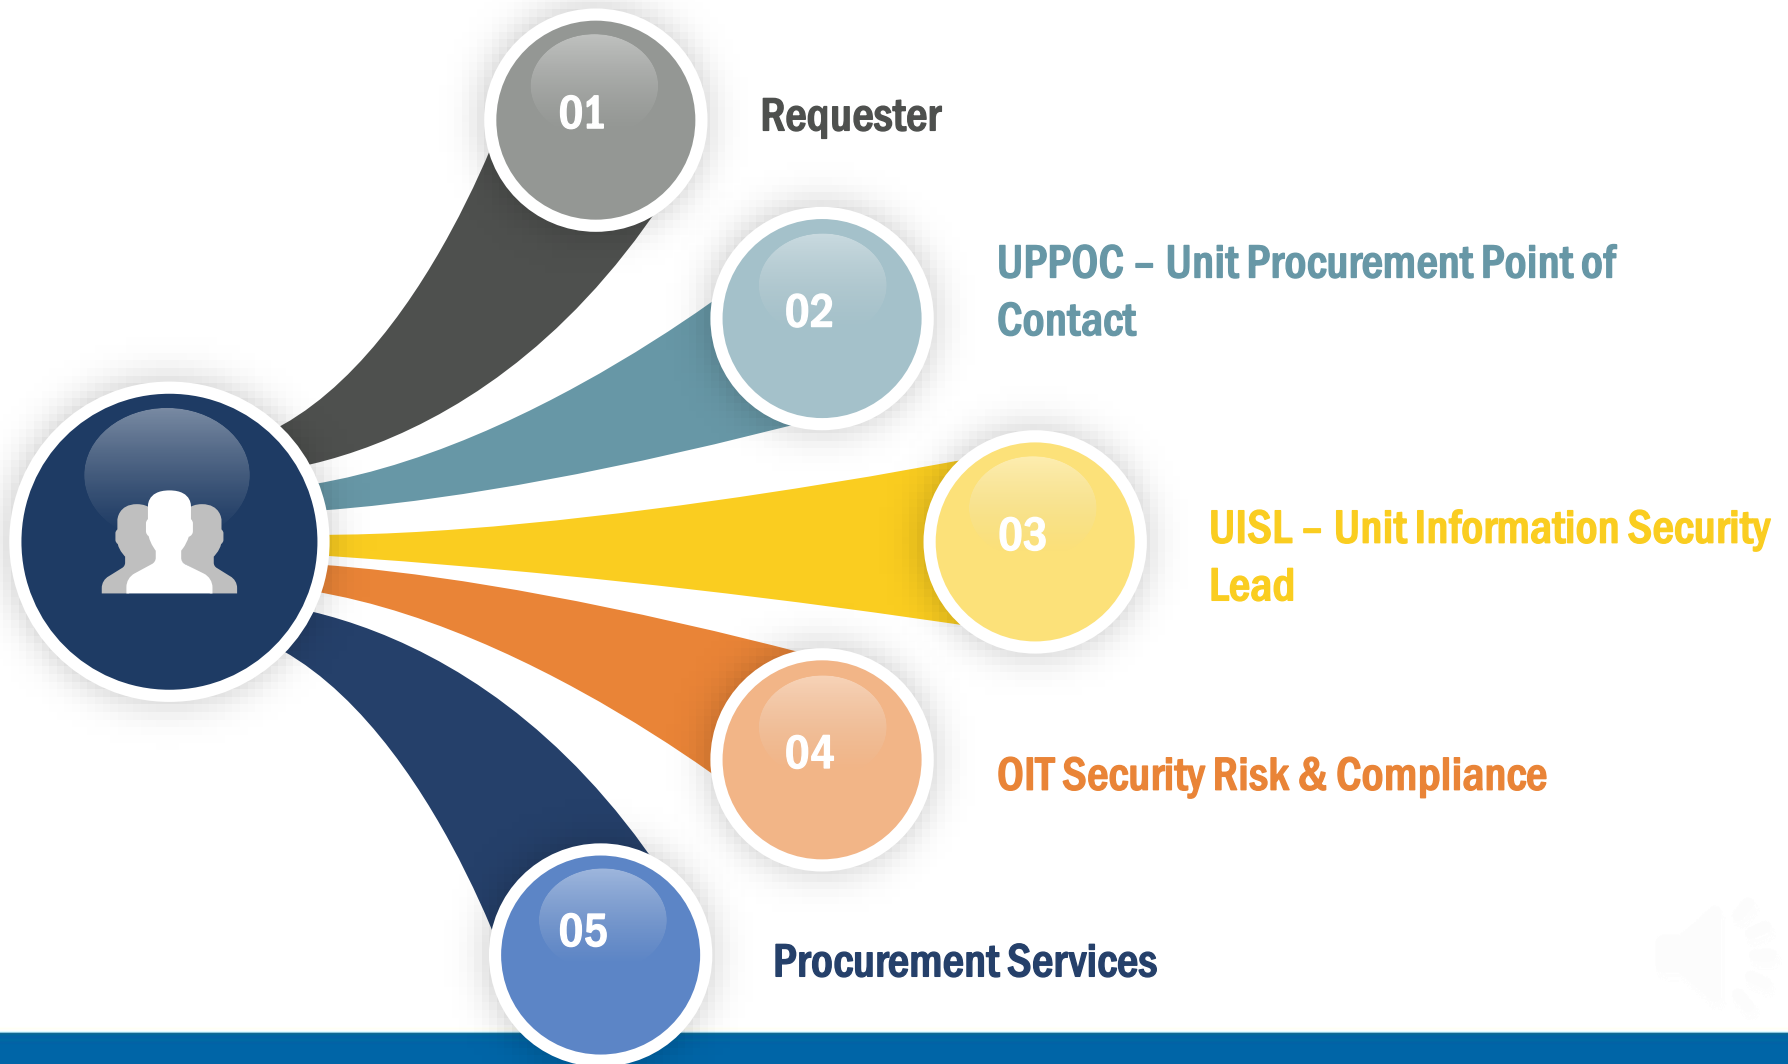 01
Requester
02
UPPOC – Unit Procurement Point of
Contact
03
UISL – Unit Information Security
Lead
04
OIT Security Risk & Compliance
05
Procurement Services